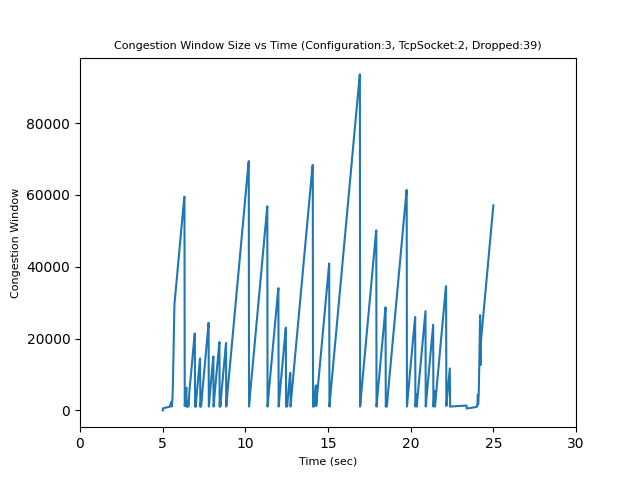 Congestion Window Size vs Time (Configuration:3, TcpSocket:2, Dropped:39)
80000
60000
40000
20000
0
Congestion Window
0 5 10 15 20 25 30
Time (sec)